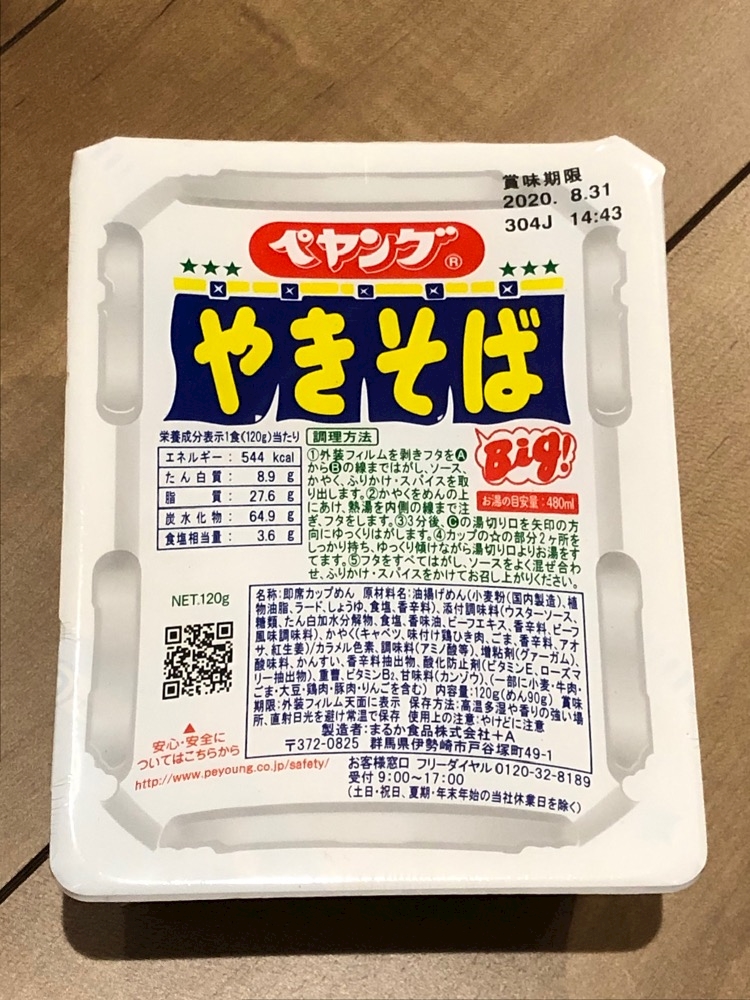 賞味期限
2020. 8.31
304J 14:43
ペヤング®
やきそば
Big!
お湯の目安量:480ml
栄養成分表示1食(120g)当たり
エネルギー: 544 kcal
たん白質: 8.9 g
脂質: 27.6 g
炭水化物: 64.9 g
食塩相当量: 3.6 g
調理方法
①外装フィルムを剥きフタをⒶ
からⒷの線まではがし、ソース、
かやく、ふりかけ・スパイスを取
り出します。②かやくをめんの上
にあけ、熱湯を内側の線まで注
ぎ、フタをします。③3分後、Ⓒの湯切り口を矢印の方
向にゆっくりはがします。④カップの☆の部分2ヶ所を
しっかり持ち、ゆっくり傾けながら湯切り口よりお湯をす
てます。⑤フタをすべてはがし、ソースをよく混ぜ合わ
せ、ふりかけ・スパイスをかけてお召し上がりください。
NET.120g
名称:即席カップめん 原材料名:油揚げめん(小麦粉(国内製造)、植
物油脂、ラード、しょうゆ、食塩、香辛料)、添付調味料(ウスターソース、
糖類、たん白加水分解物、食塩、香味油、ビーフエキス、香辛料、ビーフ
風味調味料)、かやく(キャベツ、味付け鶏ひき肉、ごま、香辛料、アオ
サ、紅生姜)/カラメル色素、調味料(アミノ酸等)、増粘剤(グァーガム)、
酸味料、かんすい、香辛料抽出物、酸化防止剤(ビタミンE、ローズマ
リー抽出物)、重曹、ビタミンB₂、甘味料(カンゾウ)、(一部に小麦・牛肉・
ごま・大豆・鶏肉・豚肉・りんごを含む) 内容量:120g(めん90g) 賞味
期限:外装フィルム天面に表示 保存方法:高温多湿や香りの強い場
所、直射日光を避け常温で保存 使用上の注意:やけどに注意
製造者:まるか食品株式会社+A
〒372-0825 群馬県伊勢崎市戸谷塚町49-1
▲
安心・安全に
ついてはこちらから
http://www.peyoung.co.jp/safety/
お客様窓口 フリーダイヤル0120-32-8189
受付 9:00~17:00
(土日・祝日、夏期・年末年始の当社休業日を除く)